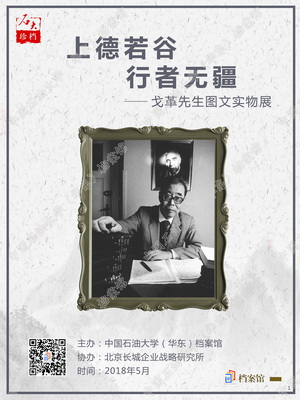 石大
珍档
上德若谷
行者无疆
——戈革先生图文实物展
主办：中国石油大学（华东）档案馆
协办：北京长城企业战略研究所
时间：2018年5月
档案馆
1